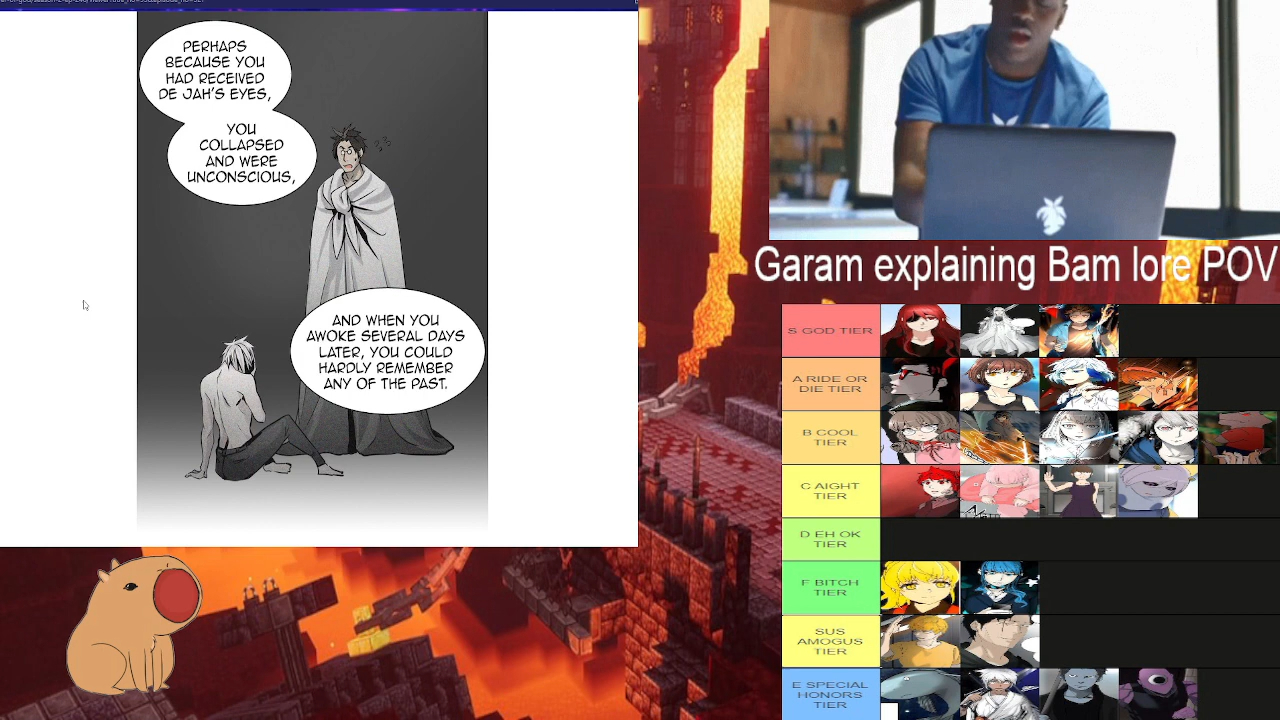 PERHAPS
BECAUSE YOU
HAD RECEIVED
DE JAH'S EYES,
YOU
COLLAPSED
AND WERE
UNCONSCIOUS,
AND WHEN YOU
AWOKE SEVERAL DAYS
LATER, YOU COULD
HARDLY REMEMBER
ANY OF THE PAST.
Garam explaining Bam lore POV
S GOD TIER
A RIDE OR
DIE TIER
B COOL
TIER
C AIGHT
TIER
D EH OK
TIER
F BITCH
TIER
SUS
AMOGUS
TIER
E SPECIAL
HONORS
TIER